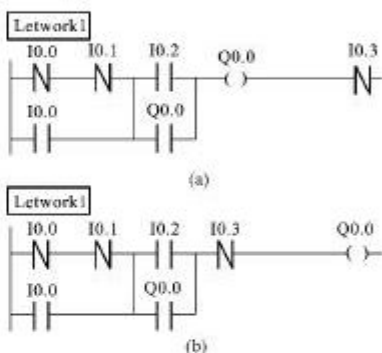 Letwork1
I0.0 I0.1 I0.2 Q0.0 I0.3
I0.0 Q0.0
(a)
Letwork1
I0.0 I0.1 I0.2 I0.3 Q0.0
I0.0 Q0.0
(b)